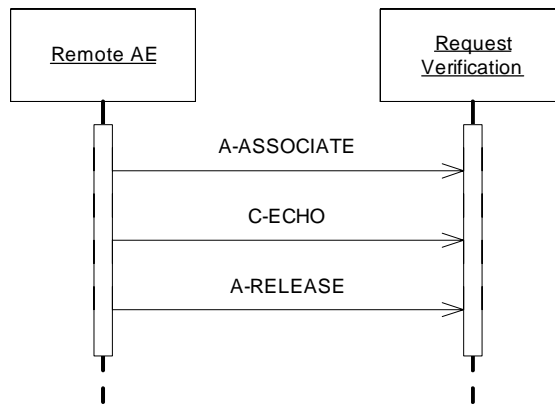 Remote AE
Request
Verification
A-ASSOCIATE
C-ECHO
A-RELEASE